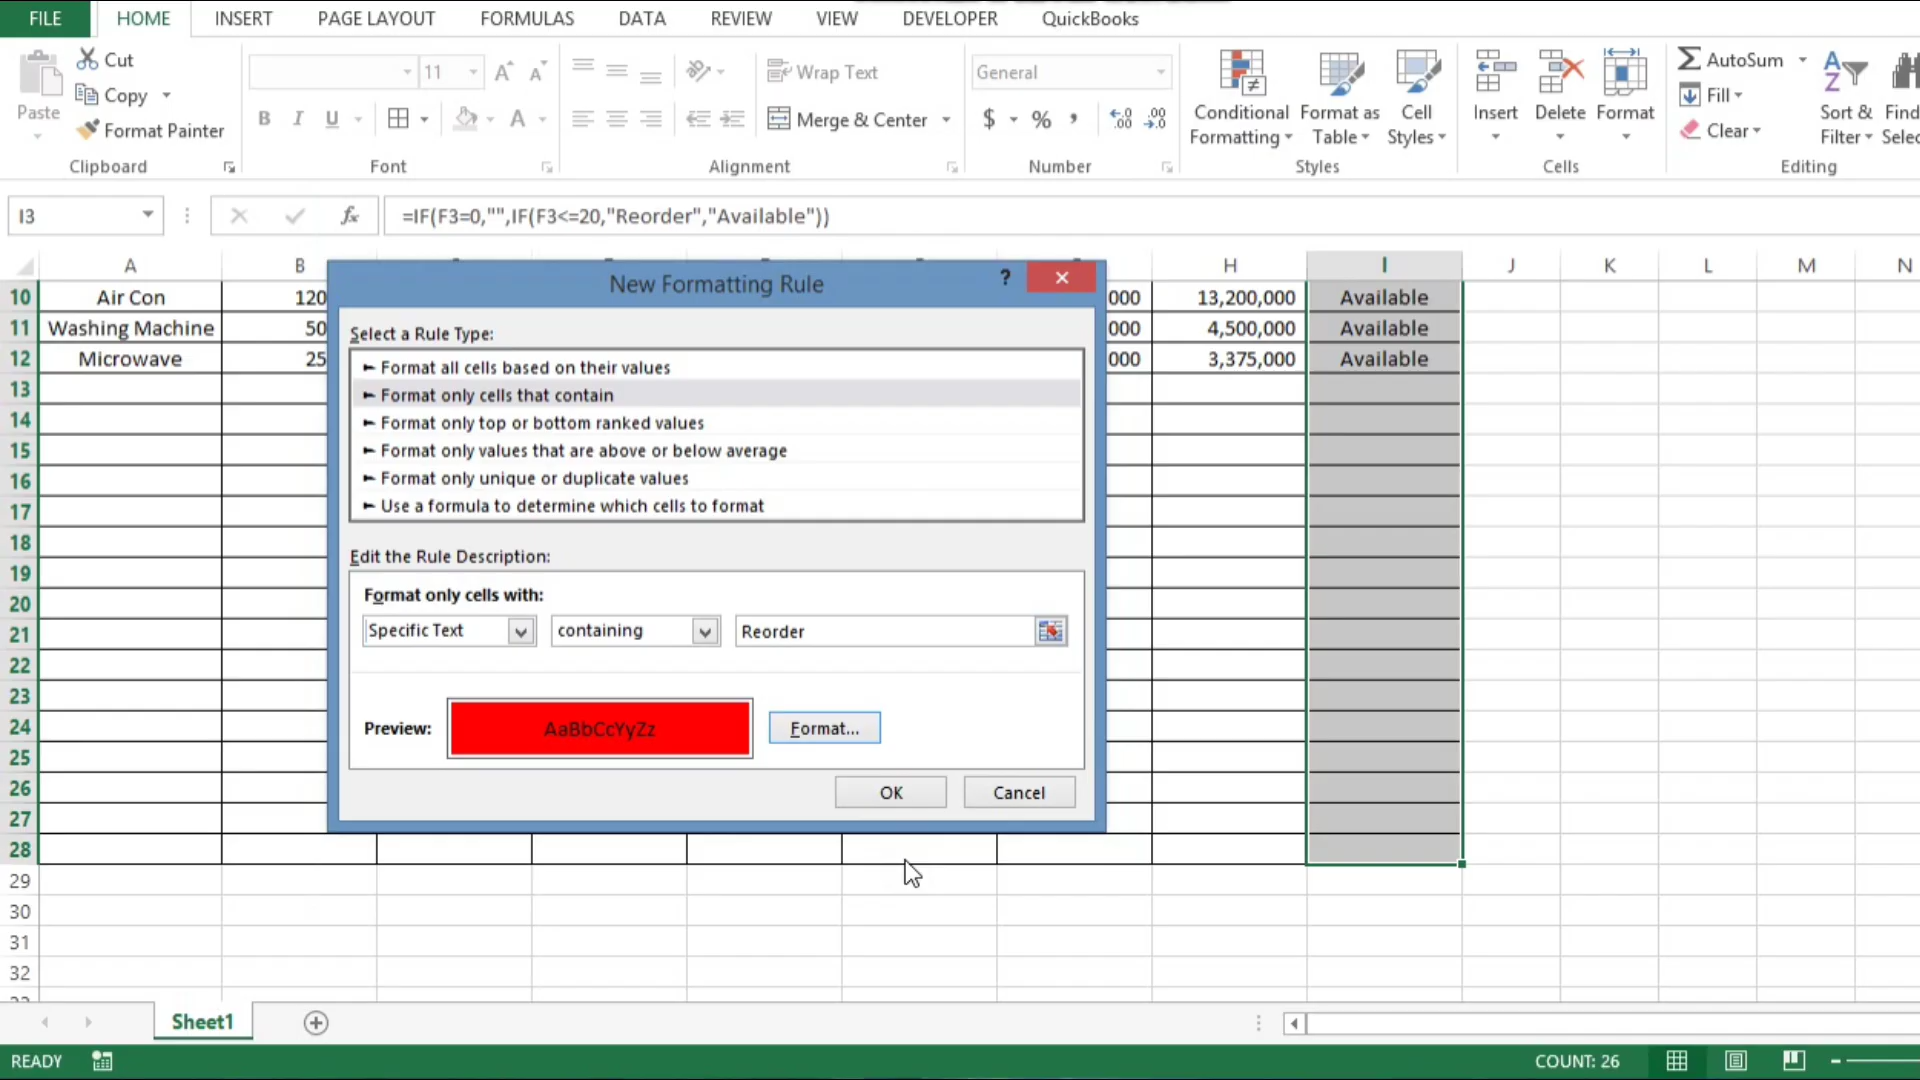 FILE HOME INSERT PAGE LAYOUT FORMULAS DATA REVIEW VIEW DEVELOPER QuickBooks
Paste
Cut
Copy
Format Painter
Clipboard
11
B I U
Font
Wrap Text
Merge & Center
Alignment
General
$ % ,
Number
Conditional Formatting
Format as Table
Cell Styles
Styles
Insert Delete Format
Cells
AutoSum
Fill
Clear
Sort & Filter
Editing
I3 fx =IF(F3=0,"",IF(F3<=20,"Reorder","Available"))
A B H I J K L M N
10 Air Con 120 000 13,200,000 Available
11 Washing Machine 50 000 4,500,000 Available
12 Microwave 25 000 3,375,000 Available
13
14
15
16
17
18
19
20
21
22
23
24
25
26
27
28
29
30
31
32
New Formatting Rule ?
Select a Rule Type:
Format all cells based on their values
Format only cells that contain
Format only top or bottom ranked values
Format only values that are above or below average
Format only unique or duplicate values
Use a formula to determine which cells to format
Edit the Rule Description:
Format only cells with:
Specific Text containing Reorder
Preview: AaBbCcYyZz Format...
OK Cancel
Sheet1
READY COUNT: 26